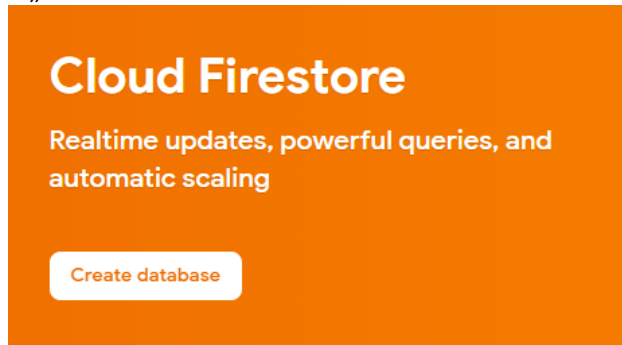 Cloud Firestore
Realtime updates, powerful queries, and
automatic scaling
Create database